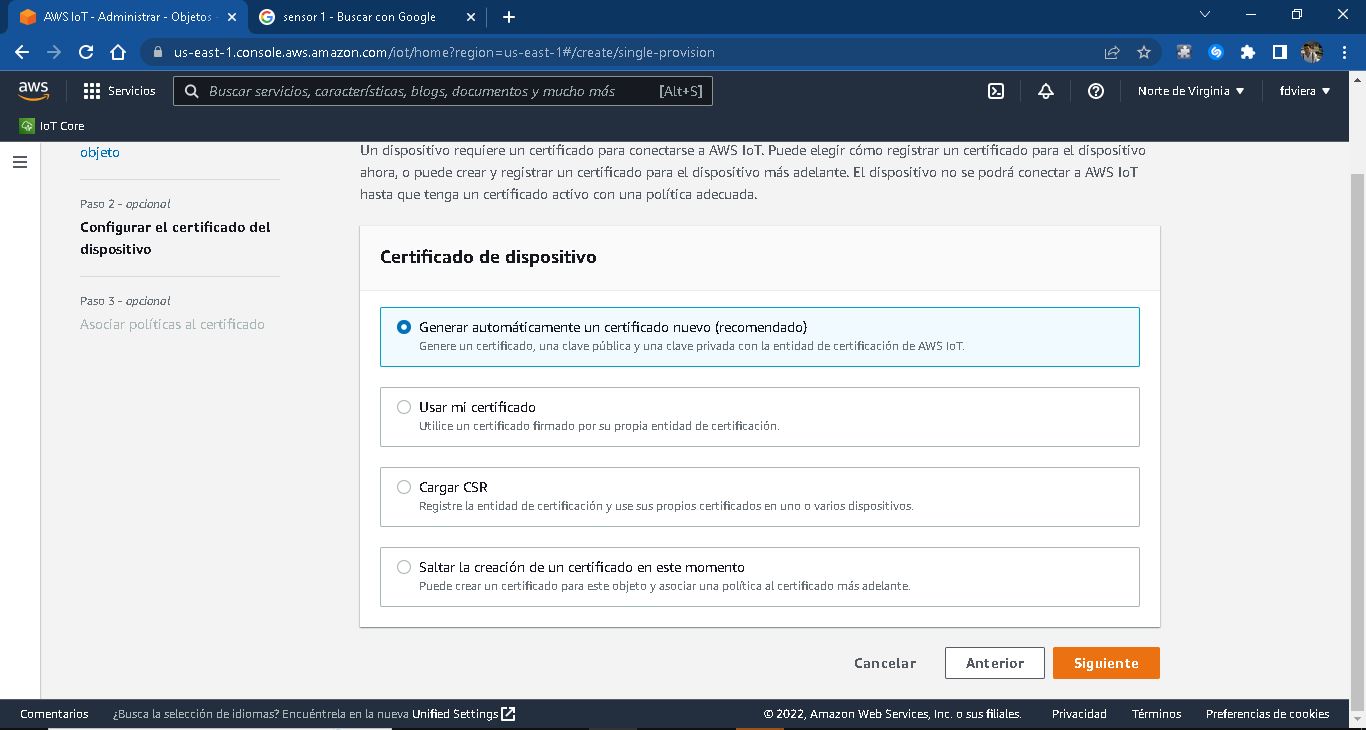 AWS IoT - Administrar - Objetos -
sensor 1 - Buscar con Google
us-east-1.console.aws.amazon.com/iot/home?region=us-east-1#/create/single-provision
aws
Servicios
Buscar servicios, características, blogs, documentos y mucho más
[Alt+S]
Norte de Virginia
fdviera
IoT Core
objeto
Paso 2 - opcional
Configurar el certificado del
dispositivo
Paso 3 - opcional
Asociar políticas al certificado
Un dispositivo requiere un certificado para conectarse a AWS IoT. Puede elegir cómo registrar un certificado para el dispositivo
ahora, o puede crear y registrar un certificado para el dispositivo más adelante. El dispositivo no se podrá conectar a AWS IoT
hasta que tenga un certificado activo con una política adecuada.
Certificado de dispositivo
Generar automáticamente un certificado nuevo (recomendado)
Genere un certificado, una clave pública y una clave privada con la entidad de certificación de AWS IoT.
Usar mi certificado
Utilice un certificado firmado por su propia entidad de certificación.
Cargar CSR
Registre la entidad de certificación y use sus propios certificados en uno o varios dispositivos.
Saltar la creación de un certificado en este momento
Puede crear un certificado para este objeto y asociar una política al certificado más adelante.
Cancelar
Anterior
Siguiente
Comentarios
¿Busca la selección de idiomas? Encuéntrela en la nueva Unified Settings
© 2022, Amazon Web Services, Inc. o sus filiales.
Privacidad
Términos
Preferencias de cookies